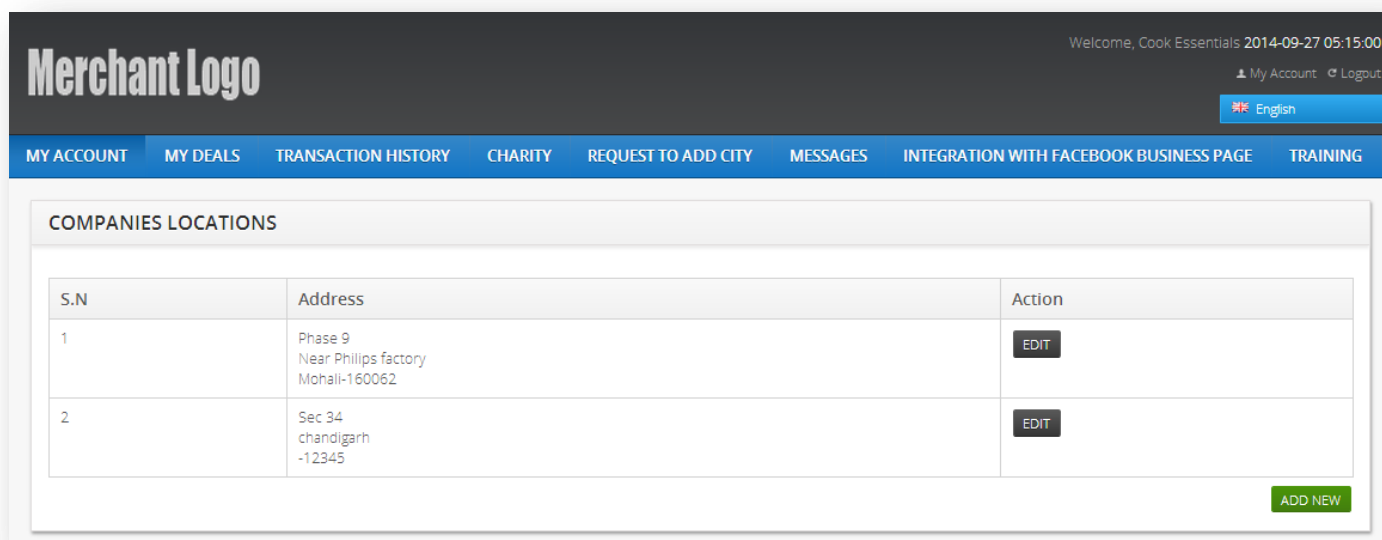 Merchant Logo
Welcome, Cook Essentials 2014-09-27 05:15:00
My Account Logout
English
MY ACCOUNT MY DEALS TRANSACTION HISTORY CHARITY REQUEST TO ADD CITY MESSAGES INTEGRATION WITH FACEBOOK BUSINESS PAGE TRAINING
COMPANIES LOCATIONS
S.N Address Action
1 Phase 9 EDIT
Near Philips factory
Mohali-160062
2 Sec 34 EDIT
chandigarh
-12345
ADD NEW